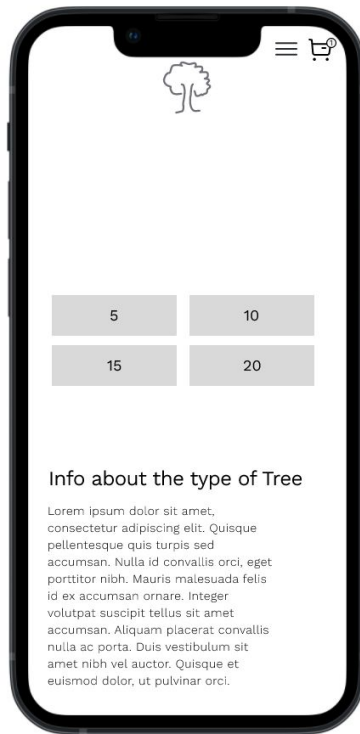 1
5
10
15
20
Info about the type of Tree
Lorem ipsum dolor sit amet,
consectetur adipiscing elit. Quisque
pellentesque quis turpis sed
accumsan. Nulla id convallis orci, eget
porttitor nibh. Mauris malesuada felis
id ex accumsan ornare. Integer
volutpat suscipit tellus sit amet
accumsan. Aliquam placerat convallis
nulla ac porta. Duis vestibulum sit
amet nibh vel auctor. Quisque et
euismod dolor, ut pulvinar orci.